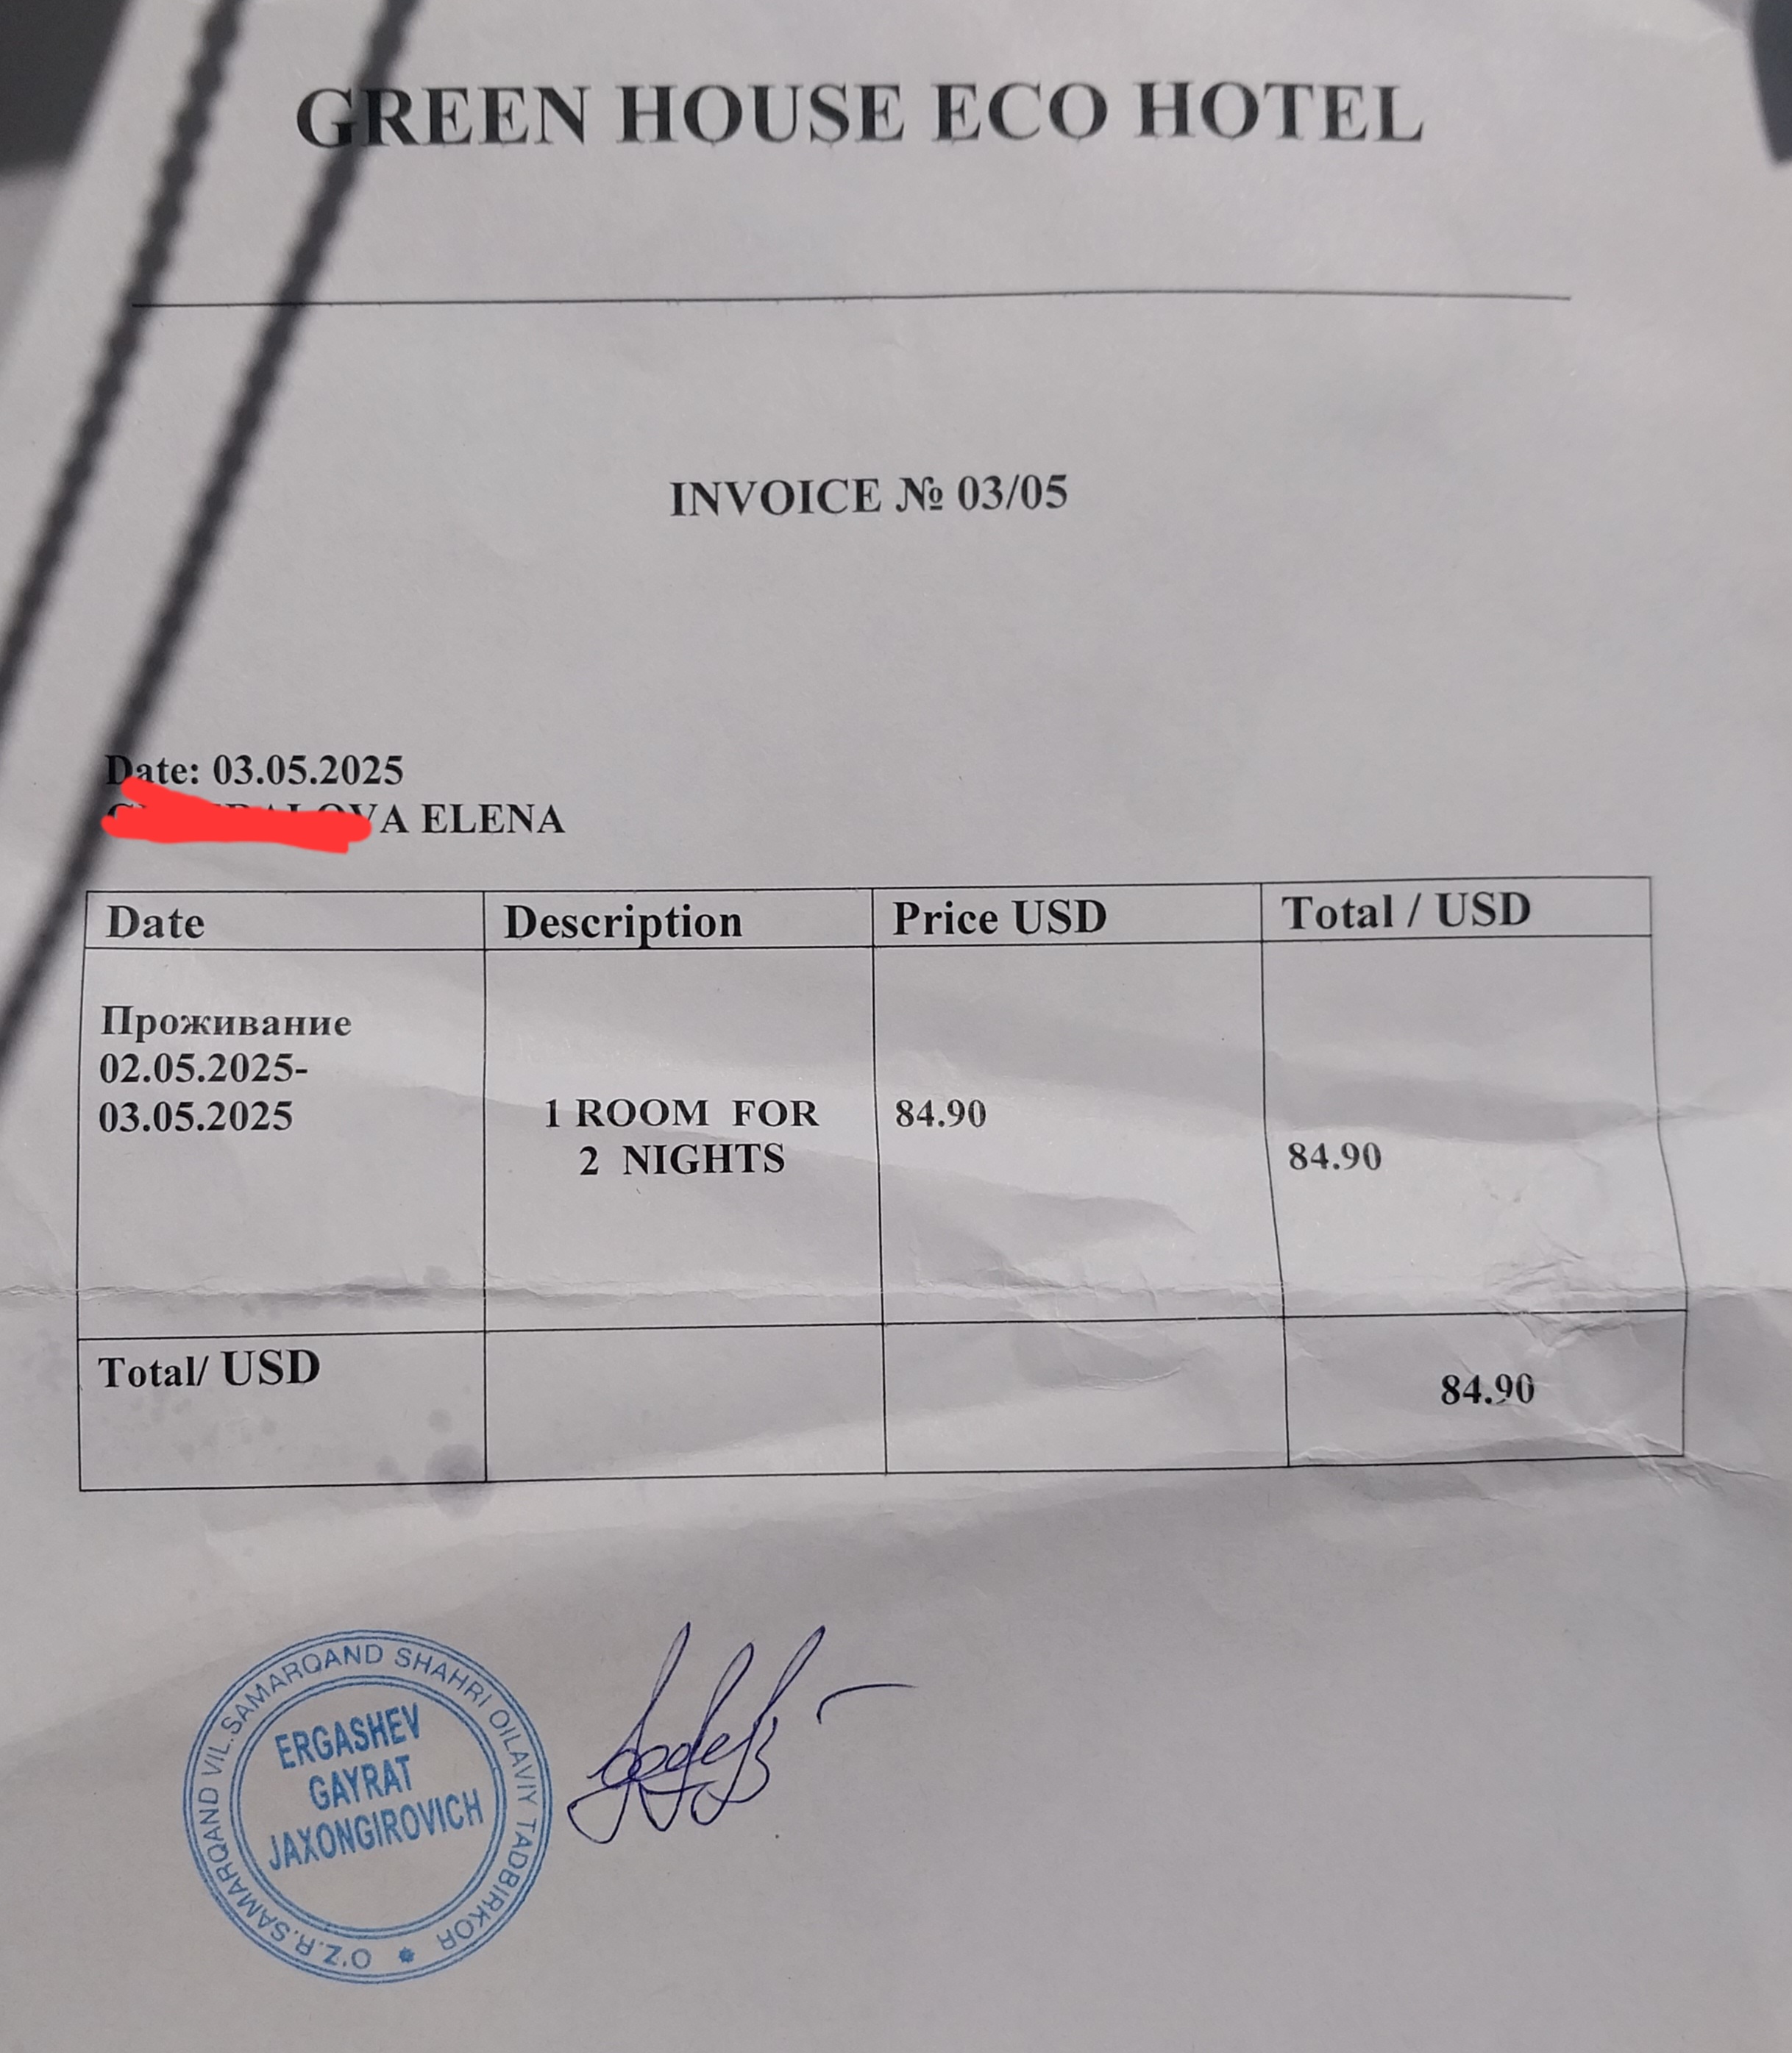 GREEN HOUSE ECO HOTEL
INVOICE № 03/05
Date: 03.05.2025
ELENA
Date Description Price USD Total / USD
Проживание
02.05.2025-
03.05.2025
1 ROOM FOR
2 NIGHTS
84.90
84.90
Total/ USD 84.90
O'Z.R.SAMARQAND VIL.SAMARQAND SHAHRI OILAVIY TADBIRKOR
ERGASHEV
GAYRAT
JAXONGIROVICH